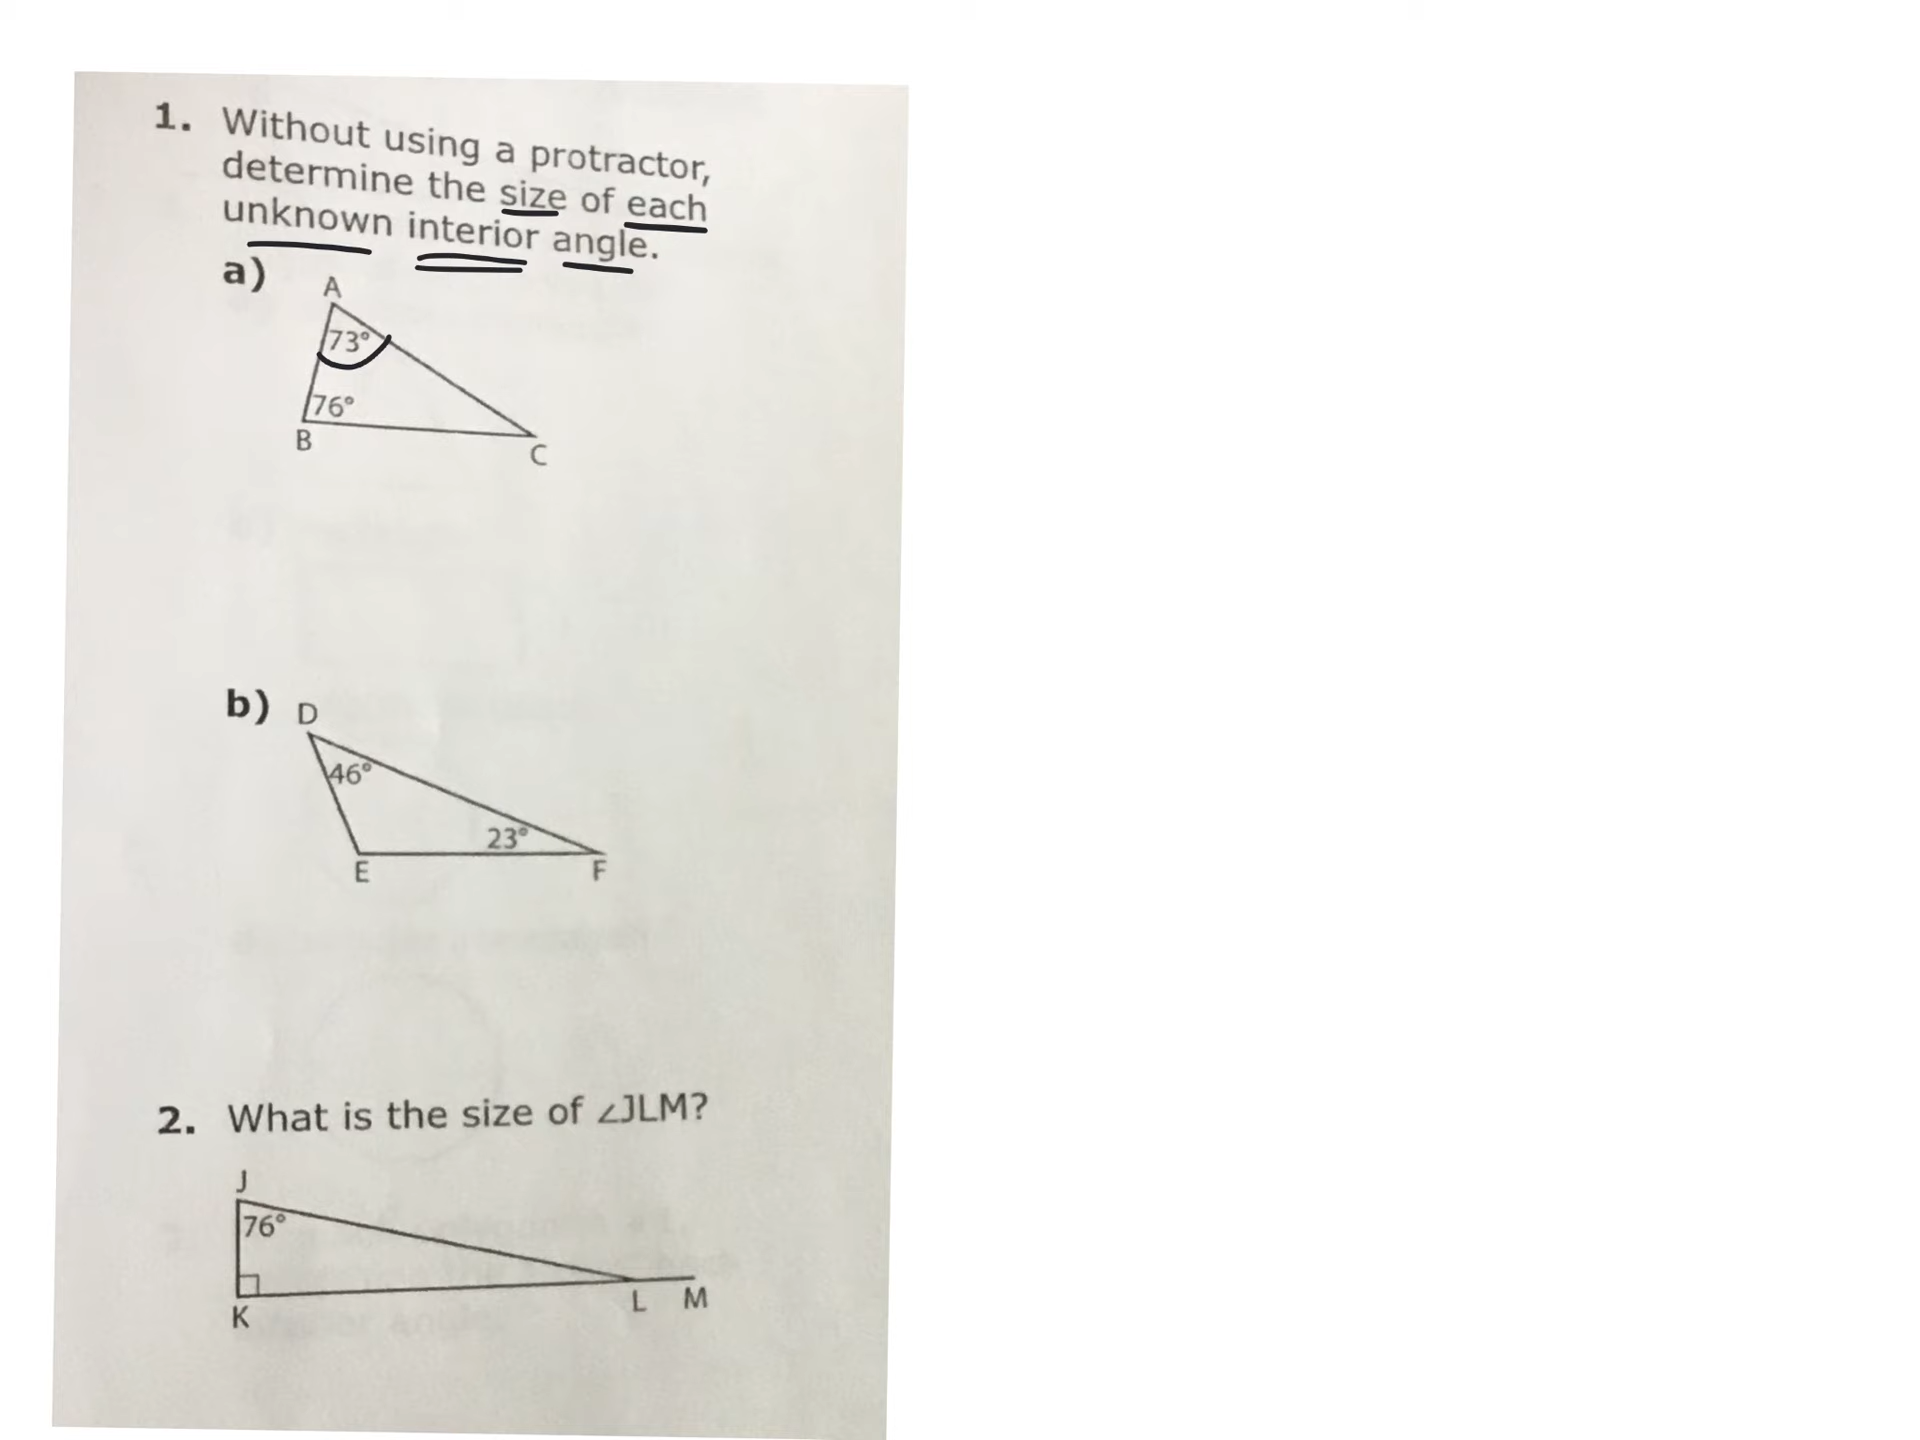 1. Without using a protractor,
determine the size of each
unknown interior angle.
a)
A
73°
76°
B
C
b) D
46°
23°
E
F
2. What is the size of ∠JLM?
J
76°
L M
K